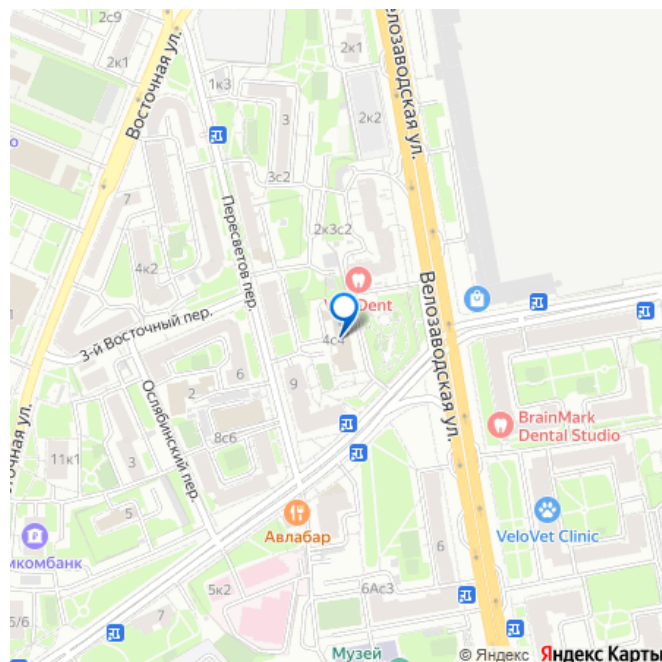 2с9
2к1
Восточная ул.
2к1
Велозаводская ул.
1к3
3
2к2
3с2
7
Пересветов пер.
2к3с2
4к2
Велозаводская ул.
3-й Восточный пер.
4с4
6
9
2
Ослябинский пер.
BrainMark
Dental Studio
8с6
11к1
3
5
Авлабар
VeloVet Clinic
икомбанк
6
5к2
6Ас3
5/6
7
Музей
© Яндекс Яндекс Карты